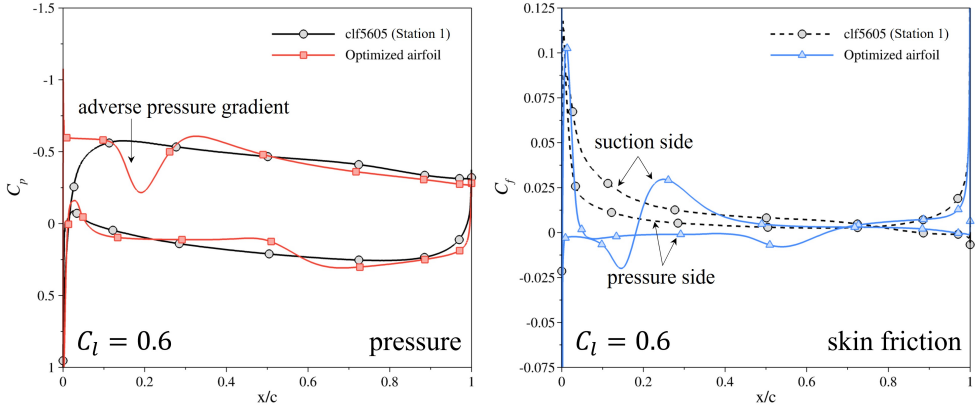 -1.5
-1
-0.5
0
0.5
1
C_p
clf5605 (Station 1)
Optimized airfoil
adverse pressure gradient
C_l = 0.6
pressure
0 0.2 0.4 0.6 0.8 1
x/c
0.125
0.1
0.075
0.05
0.025
0
-0.025
-0.05
-0.075
C_f
clf5605 (Station 1)
Optimized airfoil
suction side
pressure side
C_l = 0.6
skin friction
0 0.2 0.4 0.6 0.8 1
x/c